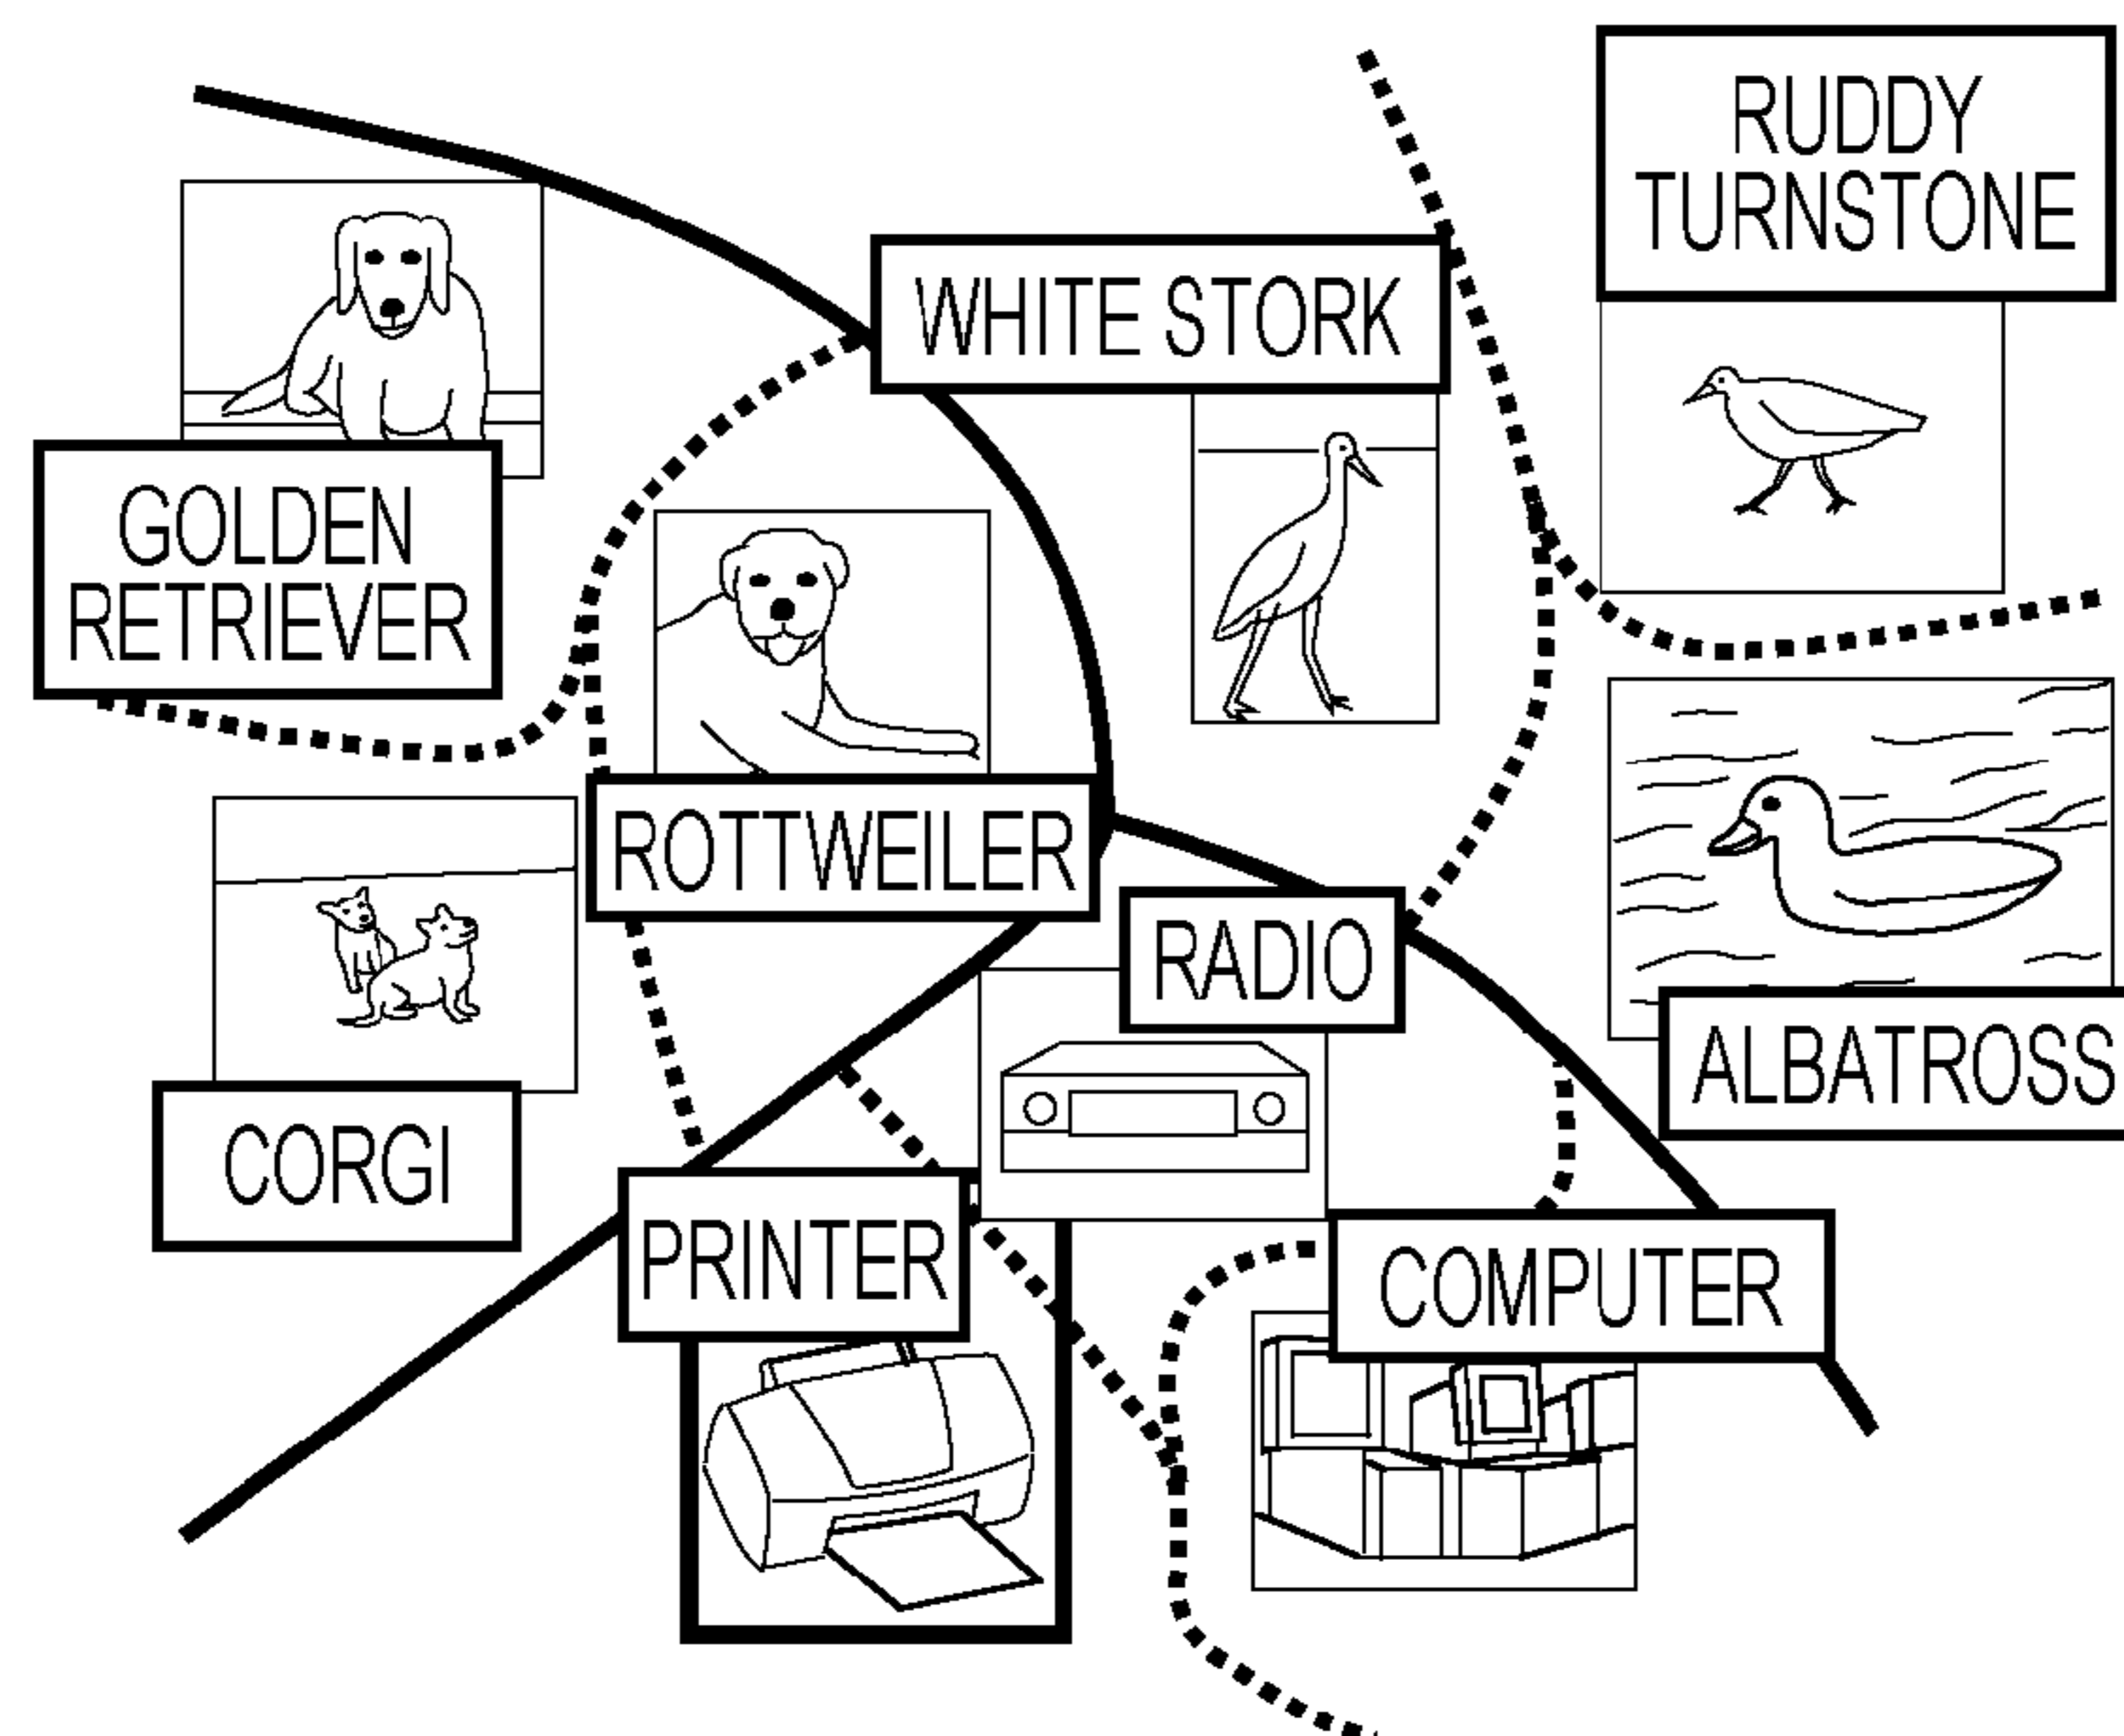 RUDDY
TURNSTONE
WHITE STORK
GOLDEN
RETRIEVER
ROTTWEILER
RADIO
ALBATROSS
CORGI
PRINTER
COMPUTER